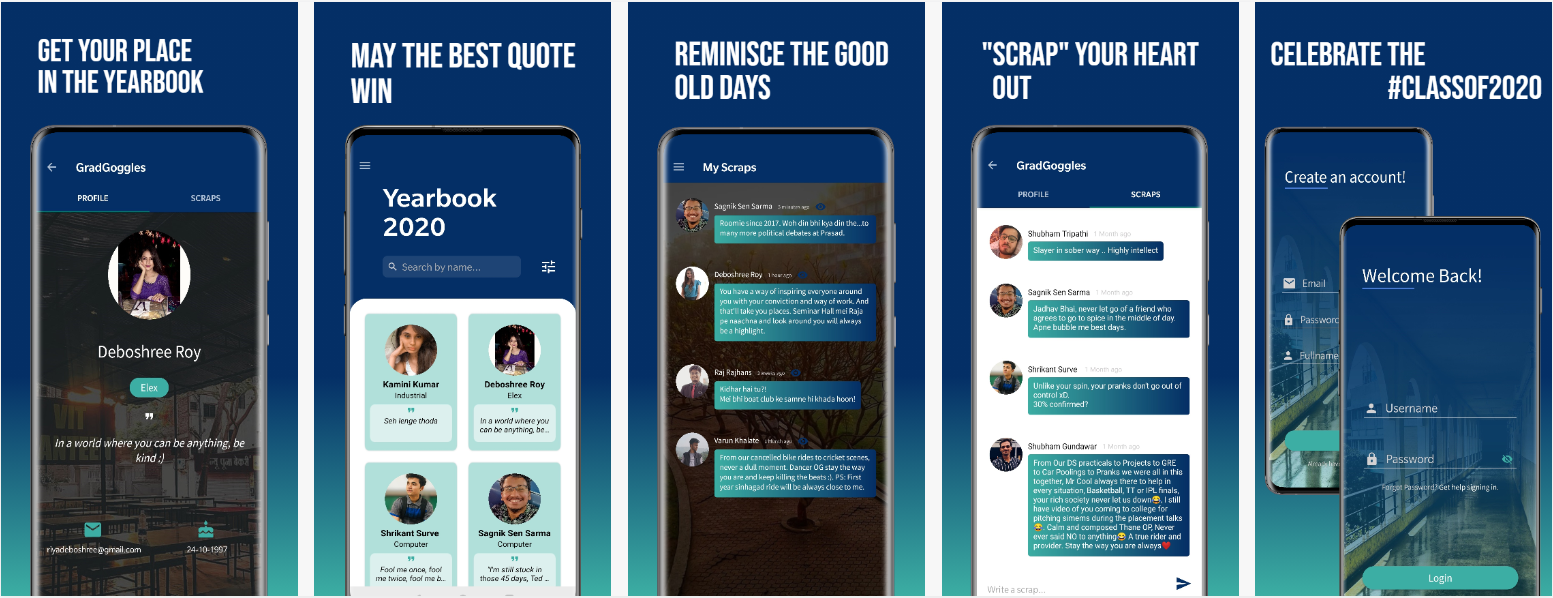 GET YOUR PLACE
IN THE YEARBOOK
GradGoggles
PROFILE
SCRAPS
Deboshree Roy
Elex
"
In a world where you can be anything, be
kind :)
riyadeboshree@gmail.com
24-10-1997
MAY THE BEST QUOTE
WIN
Yearbook
2020
Search by name...
Kamini Kumar
Industrial
"
Seh lenge thoda
Deboshree Roy
Elex
"
In a world where you
can be anything, be...
Shrikant Surve
Computer
"
Fool me once, fool
me twice, fool me b...
Sagnik Sen Sarma
Computer
"
"I'm still stuck in
those 45 days, Ted ...
REMINISCE THE GOOD
OLD DAYS
My Scraps
Sagnik Sen Sarma 3 minutes ago
Roomie since 2017. Woh din bhi kya din the...to
many more political debates at Prasad.
Deboshree Roy 1 hour ago
You have a way of inspiring everyone around
you with your conviction and way of work. And
that'll take you places. Seminar Hall mei Raja
pe naachna and look around you will always
be a highlight.
Raj Rajhans 3 weeks ago
Kidhar hai tu?!
Mei bhi boat club ke samne hi khada hoon!
Varun Khalate 1 Month ago
From our cancelled bike rides to cricket scenes,
never a dull moment. Dancer OG stay the way
you are and keep killing the beats :). PS: First
year sinhagad ride will be always close to me.
"SCRAP" YOUR HEART
OUT
GradGoggles
PROFILE
SCRAPS
Shubham Tripathi 1 Month ago
Slayer in sober way .. Highly intellect
Sagnik Sen Sarma 1 Month ago
Jadhav Bhai, never let go of a friend who
agrees to go to spice in the middle of day.
Apne bubble me best days.
Shrikant Surve 1 Month ago
Unlike your spin, your pranks don't go out of
control xD.
30% confirmed?
Shubham Gundawar 1 Month ago
From Our DS practicals to Projects to GRE
to Car Poolings to Pranks we were all in this
together, Mr Cool always there to help in
every situation, Basketball, TT or IPL finals,
your rich society never let us down😂, I still
have video of you coming to college for
pitching simems during the placement talks
😂. Calm and composed Thane OP, Never
ever said NO to anything😂 A true rider and
provider. Stay the way you are always❤️
Write a scrap...
CELEBRATE THE
#CLASSOF2020
Create an account!
Email
Password
Fullname
Already hav
Welcome Back!
Username
Password
Forgot Password? Get help signing in.
Login